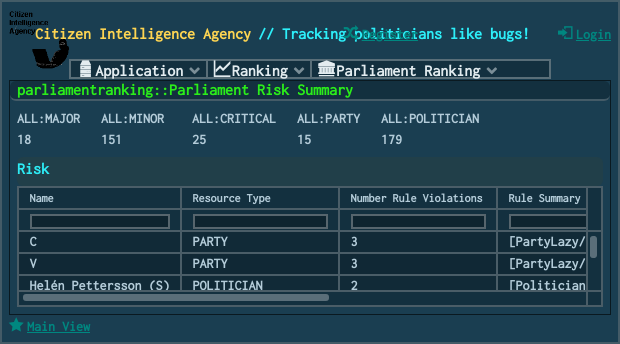 Citizen
Intelligence
Agency
Citizen Intelligence Agency // Tracking politicians like bugs!
Login
Application Ranking Parliament Ranking
parliamentranking::Parliament Risk Summary
ALL:MAJOR ALL:MINOR ALL:CRITICAL ALL:PARTY ALL:POLITICIAN
18 151 25 15 179
Risk
Name Resource Type Number Rule Violations Rule Summary
C PARTY 3 [PartyLazy/
V PARTY 3 [PartyLazy/
Helén Pettersson (S) POLITICIAN 2 [Politician
Main View